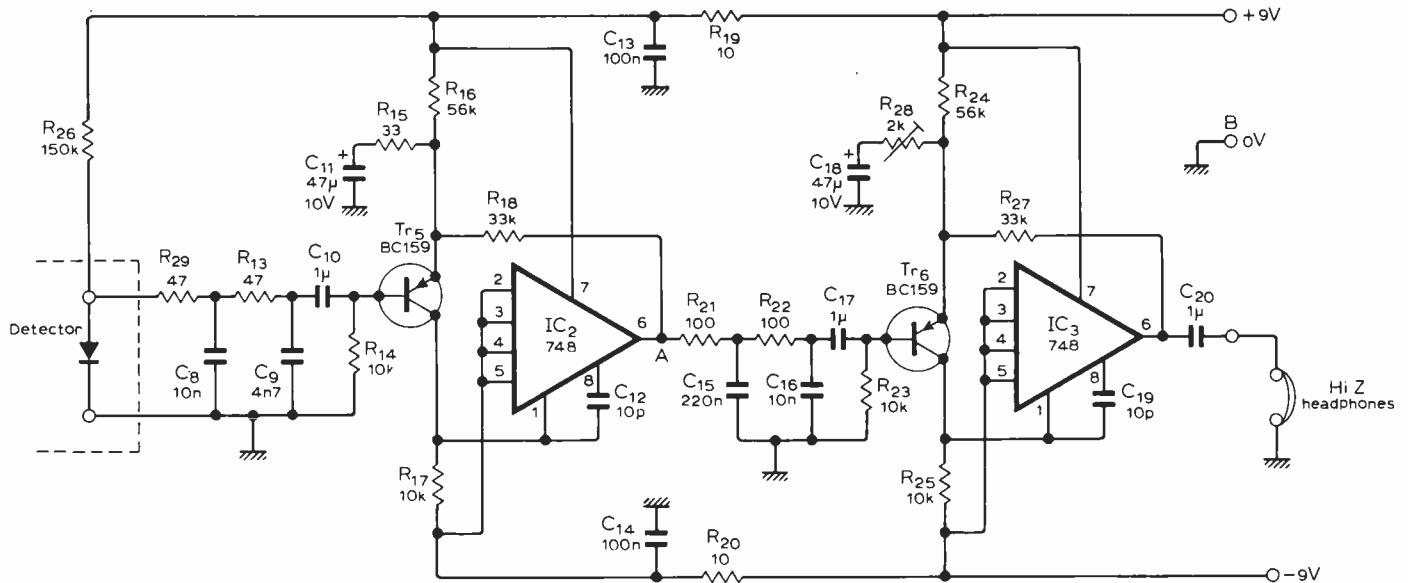 +9V
C13
100n
R19
10
R16
56k
R24
56k
R15
33
R28
2k
R26
150k
B
0V
C11
47µ
10V
+
C18
47µ
10V
+
R18
33k
R27
33k
Tr5
BC159
Tr6
BC159
R29
47
R13
47
C10
1µ
2
3
4
5
7
6
8
1
IC2
748
A
R21
100
R22
100
C17
1µ
2
3
4
5
7
6
8
1
IC3
748
C20
1µ
Detector
C8
10n
C9
4n7
R14
10k
C12
10p
C15
220n
C16
10n
R23
10k
C19
10p
Hi Z
headphones
R17
10k
R25
10k
C14
100n
R20
10
-9V